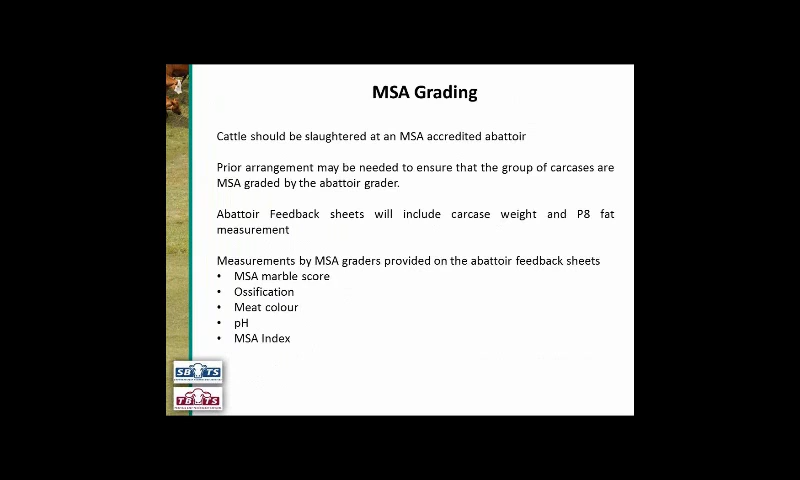 MSA Grading
Cattle should be slaughtered at an MSA accredited abattoir
Prior arrangement may be needed to ensure that the group of carcases are
MSA graded by the abattoir grader.
Abattoir Feedback sheets will include carcase weight and P8 fat
measurement
Measurements by MSA graders provided on the abattoir feedback sheets
• MSA marble score
• Ossification
• Meat colour
• pH
• MSA Index
SBTS
TBTS